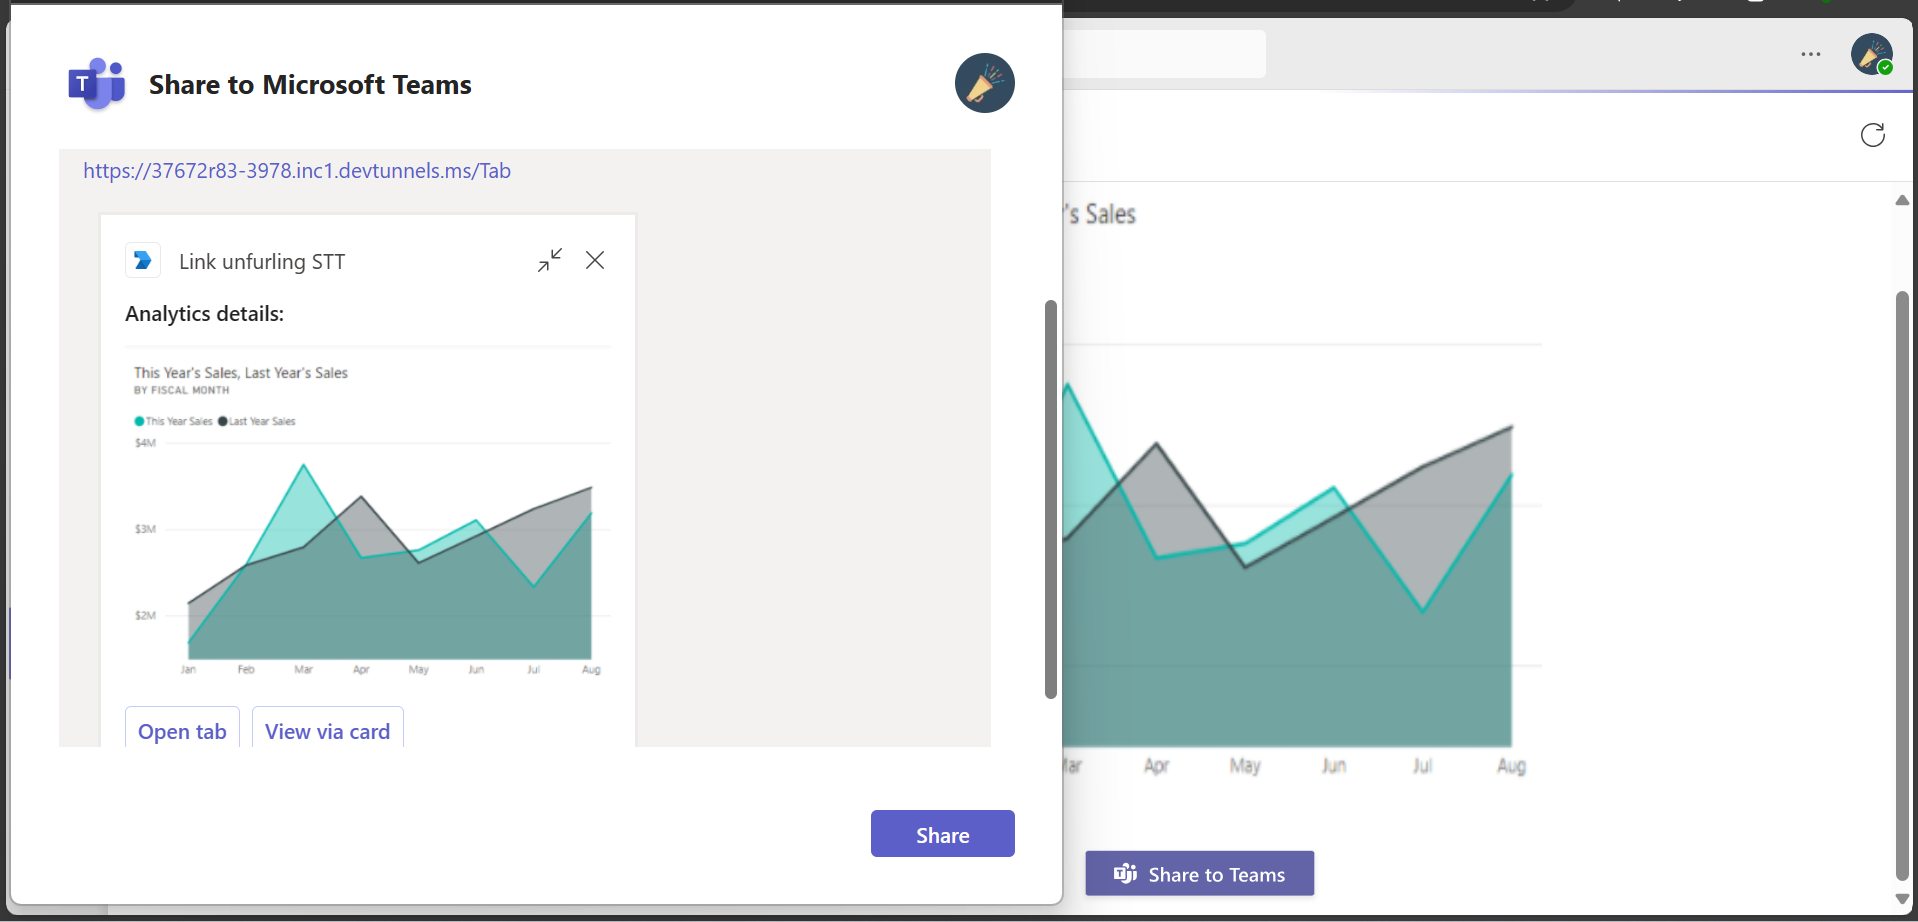 T
Share to Microsoft Teams
https://37672r83-3978.inc1.devtunnels.ms/Tab
Link unfurling STT
Analytics details:
This Year's Sales, Last Year's Sales
BY FISCAL MONTH
This Year Sales Last Year Sales
$4M
$3M
$2M
Jan Feb Mar Apr May Jun Jul Aug
Open tab View via card
Share
's Sales
Mar Apr May Jun Jul Aug
Share to Teams